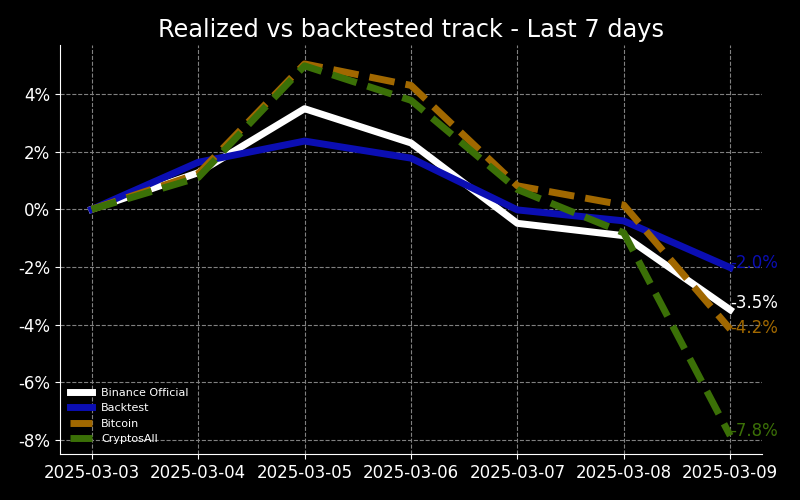 Realized vs backtested track - Last 7 days
4%
2%
0%
-2%
-4%
-6%
-8%
-2.0%
-3.5%
-4.2%
-7.8%
Binance Official
Backtest
Bitcoin
CryptosAll
2025-03-03 2025-03-04 2025-03-05 2025-03-06 2025-03-07 2025-03-08 2025-03-09